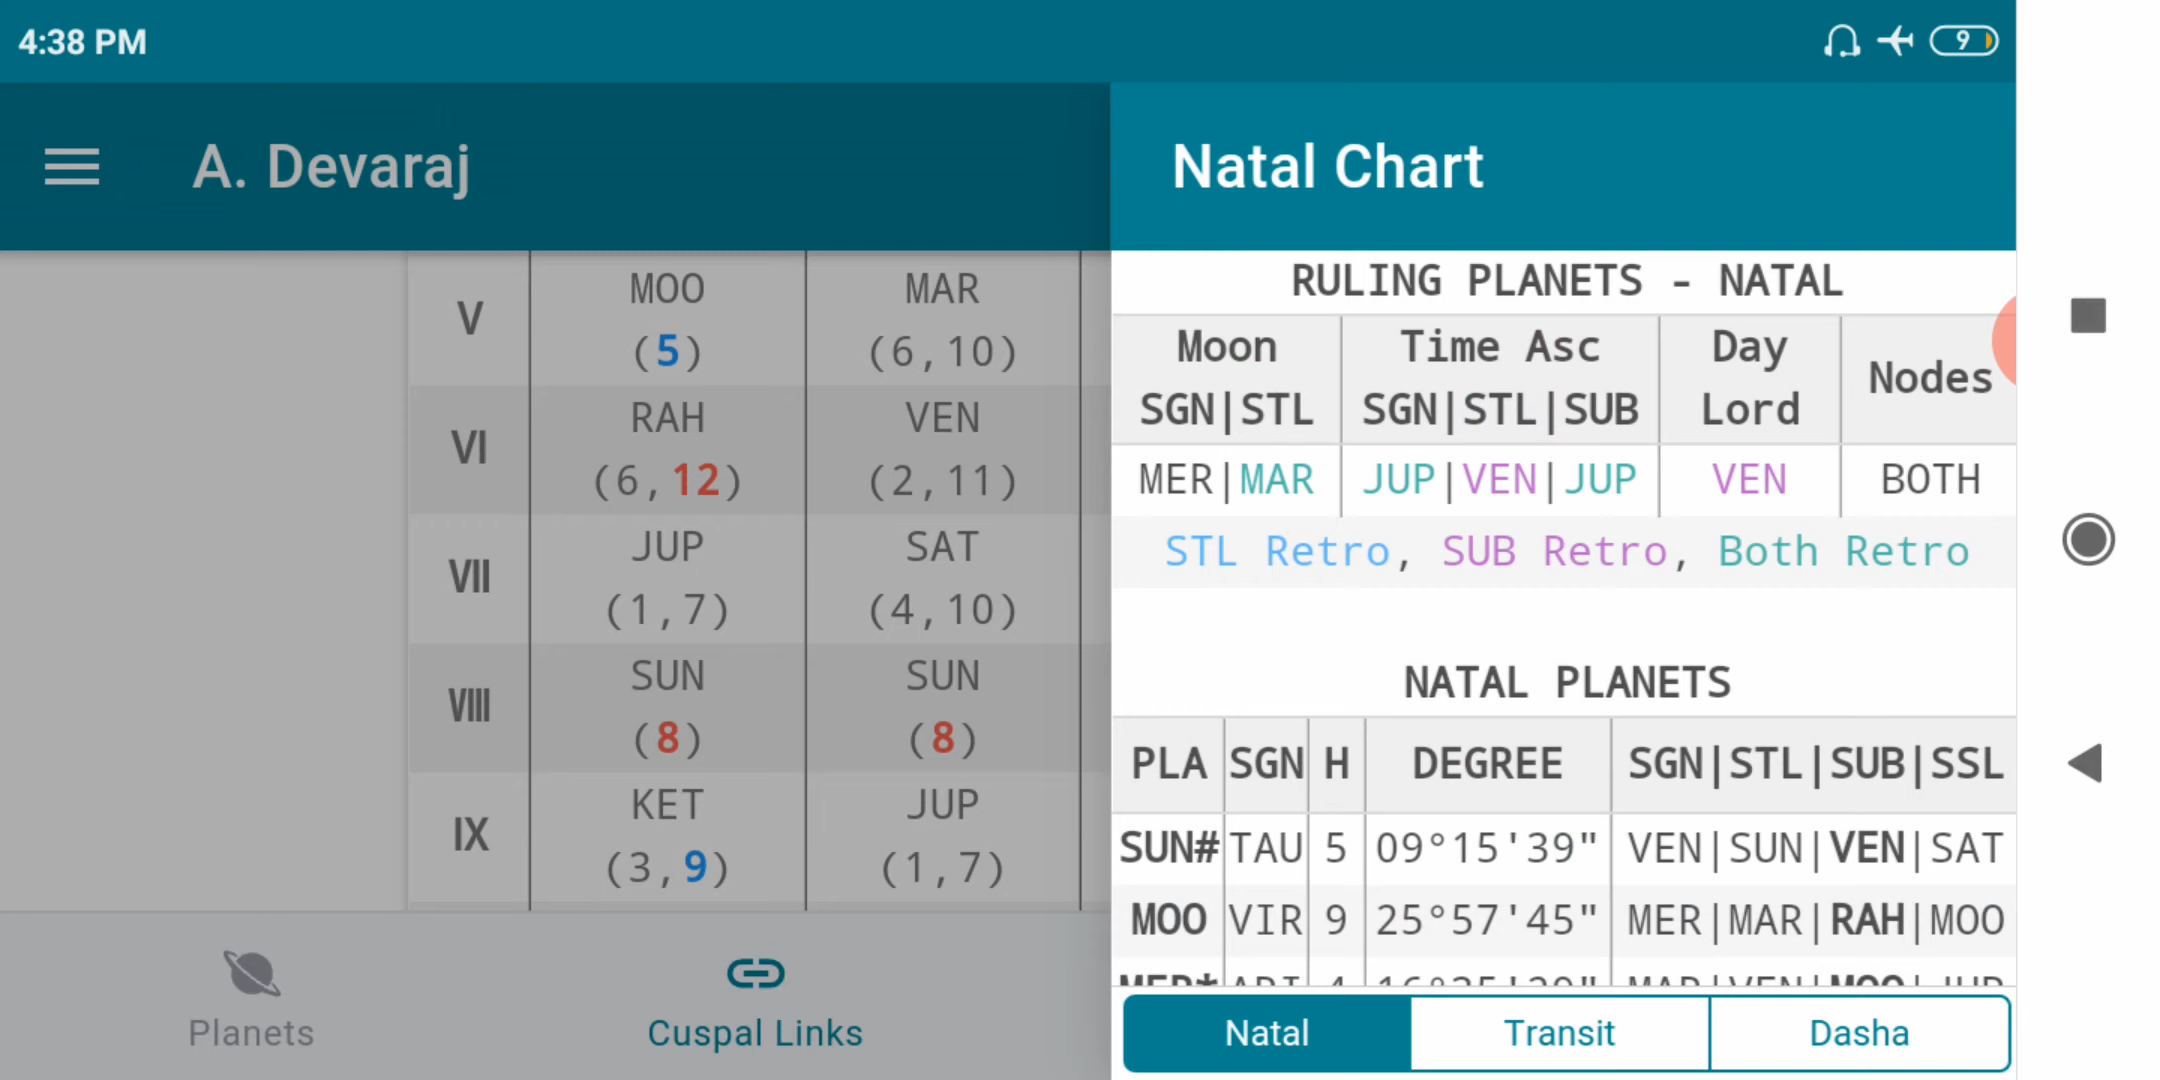 4:38 PM
9
A. Devaraj
V MOO MAR
(5) (6,10)
VI RAH VEN
(6,12) (2,11)
VII JUP SAT
(1,7) (4,10)
VIII SUN SUN
(8) (8)
IX KET JUP
(3,9) (1,7)
Planets
Cuspal Links
Natal Chart
RULING PLANETS - NATAL
Moon Time Asc Day Nodes
SGN|STL SGN|STL|SUB Lord
MER|MAR JUP|VEN|JUP VEN BOTH
STL Retro, SUB Retro, Both Retro
NATAL PLANETS
PLA SGN H DEGREE SGN|STL|SUB|SSL
SUN# TAU 5 09°15'39" VEN|SUN|VEN|SAT
MOO VIR 9 25°57'45" MER|MAR|RAH|MOO
Natal
Transit
Dasha